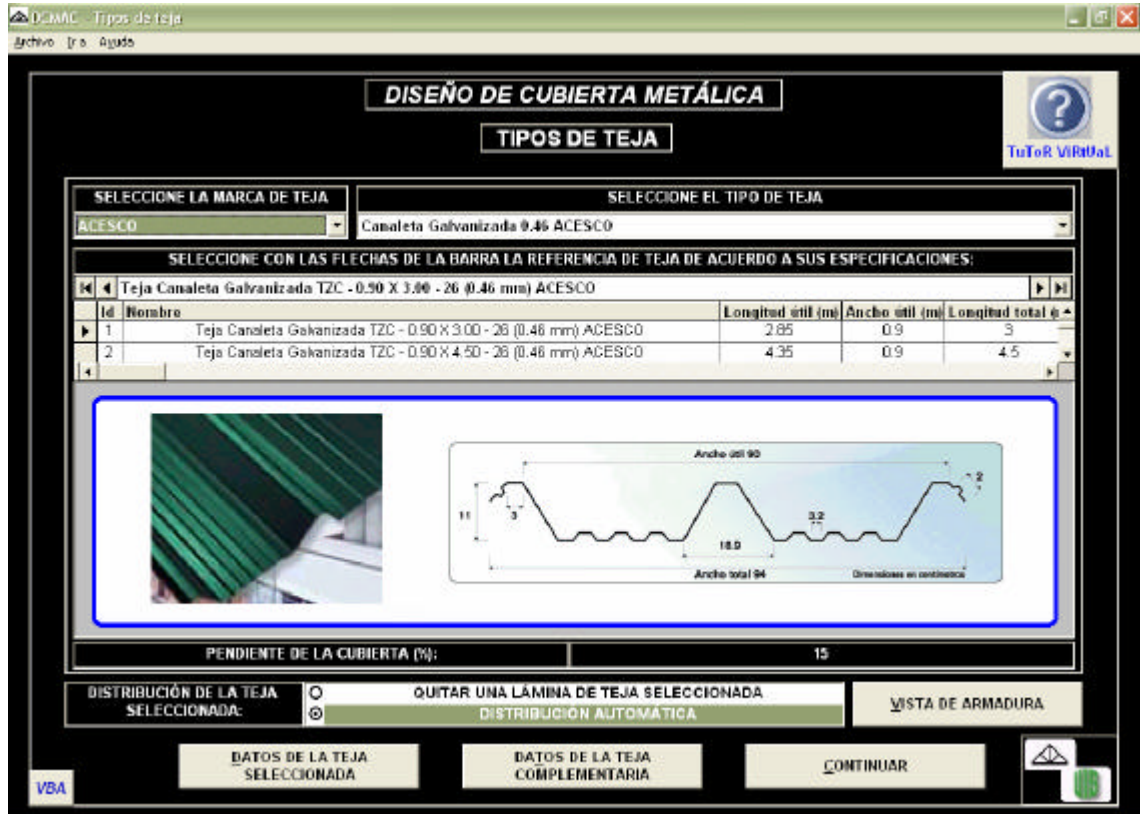 DCMAC - Tipos de teja
Archivo Ir a Ayuda
DISEÑO DE CUBIERTA METÁLICA
TIPOS DE TEJA
TuToR ViRtUaL
SELECCIONE LA MARCA DE TEJA
SELECCIONE EL TIPO DE TEJA
ACESCO
Canaleta Galvanizada 0.46 ACESCO
SELECCIONE CON LAS FLECHAS DE LA BARRA LA REFERENCIA DE TEJA DE ACUERDO A SUS ESPECIFICACIONES:
Teja Canaleta Galvanizada TZC - 0.90 X 3.00 - 26 (0.46 mm) ACESCO
Id Nombre Longitud útil (m) Ancho útil (m) Longitud total
1 Teja Canaleta Galvanizada TZC - 0.90 X 3.00 - 26 (0.46 mm) ACESCO 2.85 0.9 3
2 Teja Canaleta Galvanizada TZC - 0.90 X 4.50 - 26 (0.46 mm) ACESCO 4.35 0.9 4.5
Ancho útil 90
2
11
3
3.2
18.9
Ancho total 94
Dimensiones en centímetros
PENDIENTE DE LA CUBIERTA (%):
15
DISTRIBUCIÓN DE LA TEJA
SELECCIONADA:
QUITAR UNA LÁMINA DE TEJA SELECCIONADA
DISTRIBUCIÓN AUTOMÁTICA
VISTA DE ARMADURA
DATOS DE LA TEJA
SELECCIONADA
DATOS DE LA TEJA
COMPLEMENTARIA
CONTINUAR
VBA
UIS